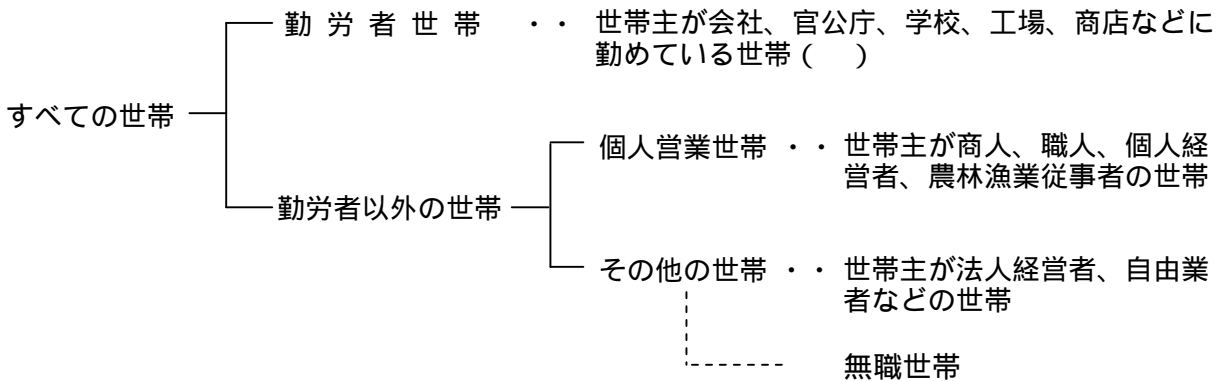 勤 労 者 世 帯 ・・ 世帯主が会社、官公庁、学校、工場、商店などに
勤めている世帯(　)
すべての世帯
個人営業世帯 ・・ 世帯主が商人、職人、個人経
営者、農林漁業従事者の世帯
勤労者以外の世帯
その他の世帯 ・・ 世帯主が法人経営者、自由業
者などの世帯
無職世帯